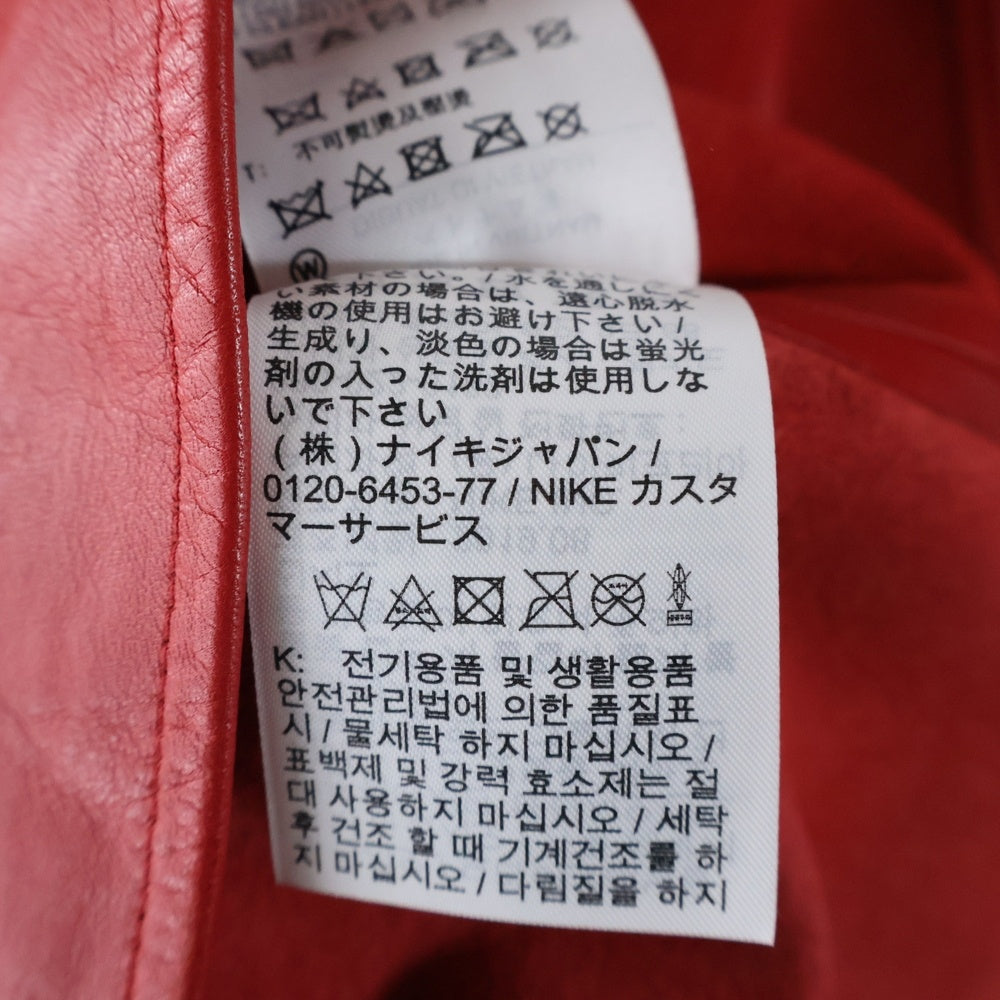 不可熨燙及壓燙
T:
W
下さい。/ 水を通しにく
い素材の場合は、遠心脱水
機の使用はお避け下さい /
生成り、淡色の場合は蛍光
剤の入った洗剤は使用しな
いで下さい
(株)ナイキジャパン /
0120-6453-77 / NIKE カスタ
マーサービス
K: 전기용품 및 생활용품
안전관리법에 의한 품질표
시 / 물세탁 하지 마십시오 /
표백제 및 강력 효소제는 절
대 사용하지 마십시오 / 세탁
후 건조 할 때 기계건조를 하
지 마십시오 / 다림질을 하지